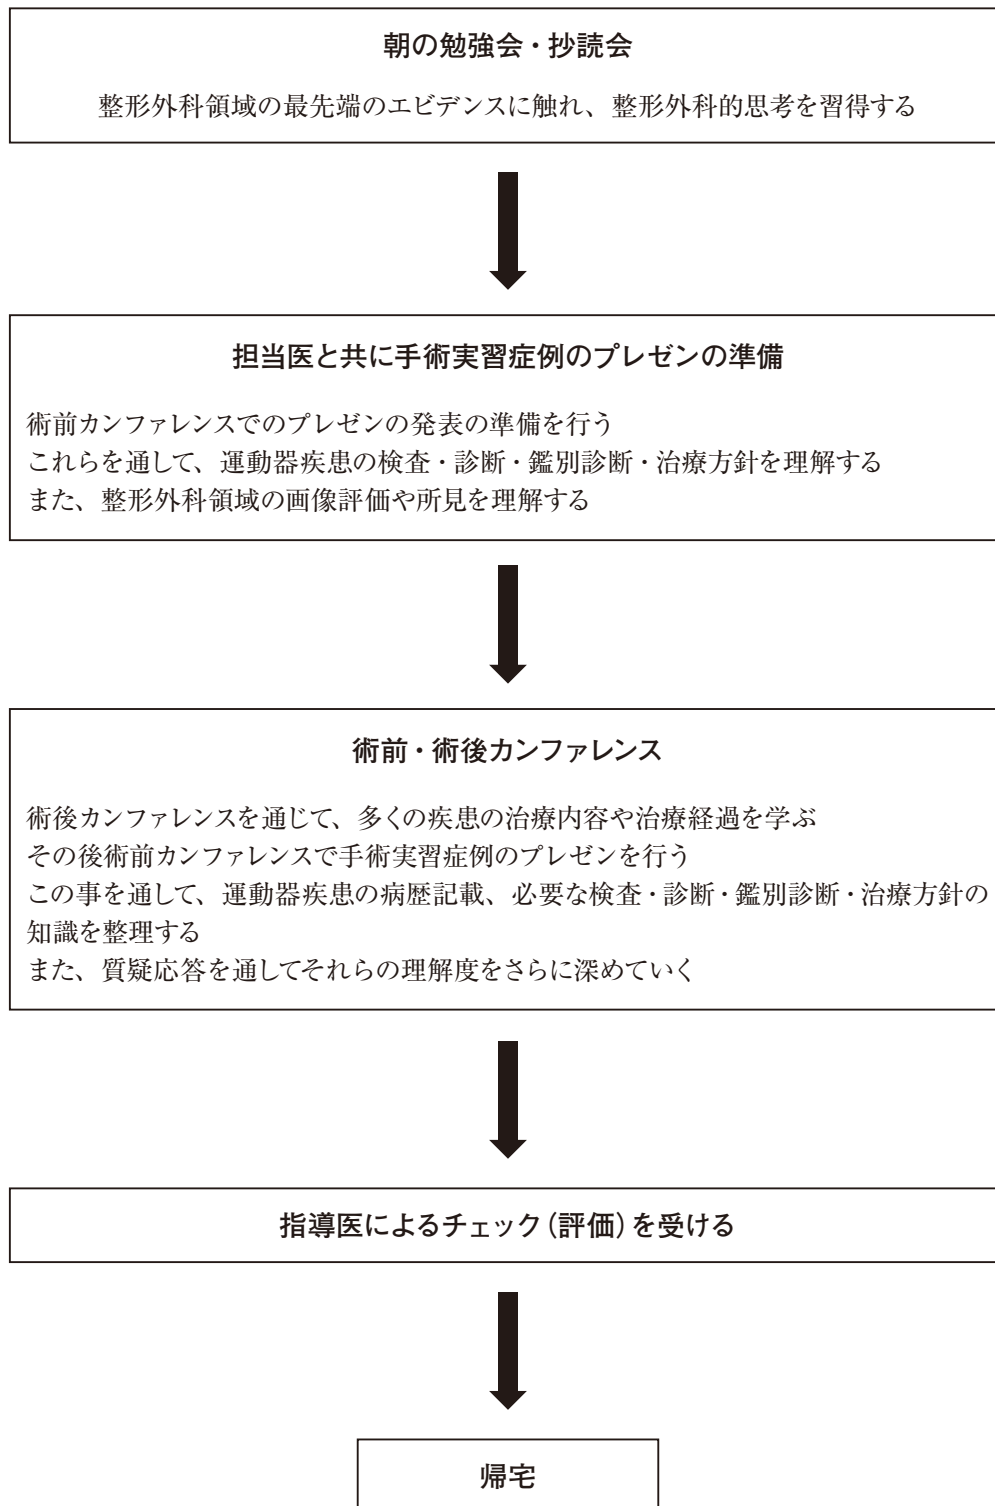 朝の勉強会・抄読会
整形外科領域の最先端のエビデンスに触れ、整形外科的思考を習得する
担当医と共に手術実習症例のプレゼンの準備
術前カンファレンスでのプレゼンの発表の準備を行う
これらを通して、運動器疾患の検査・診断・鑑別診断・治療方針を理解する
また、整形外科領域の画像評価や所見を理解する
術前・術後カンファレンス
術後カンファレンスを通じて、多くの疾患の治療内容や治療経過を学ぶ
その後術前カンファレンスで手術実習症例のプレゼンを行う
この事を通して、運動器疾患の病歴記載、必要な検査・診断・鑑別診断・治療方針の
知識を整理する
また、質疑応答を通してそれらの理解度をさらに深めていく
指導医によるチェック(評価)を受ける
帰宅